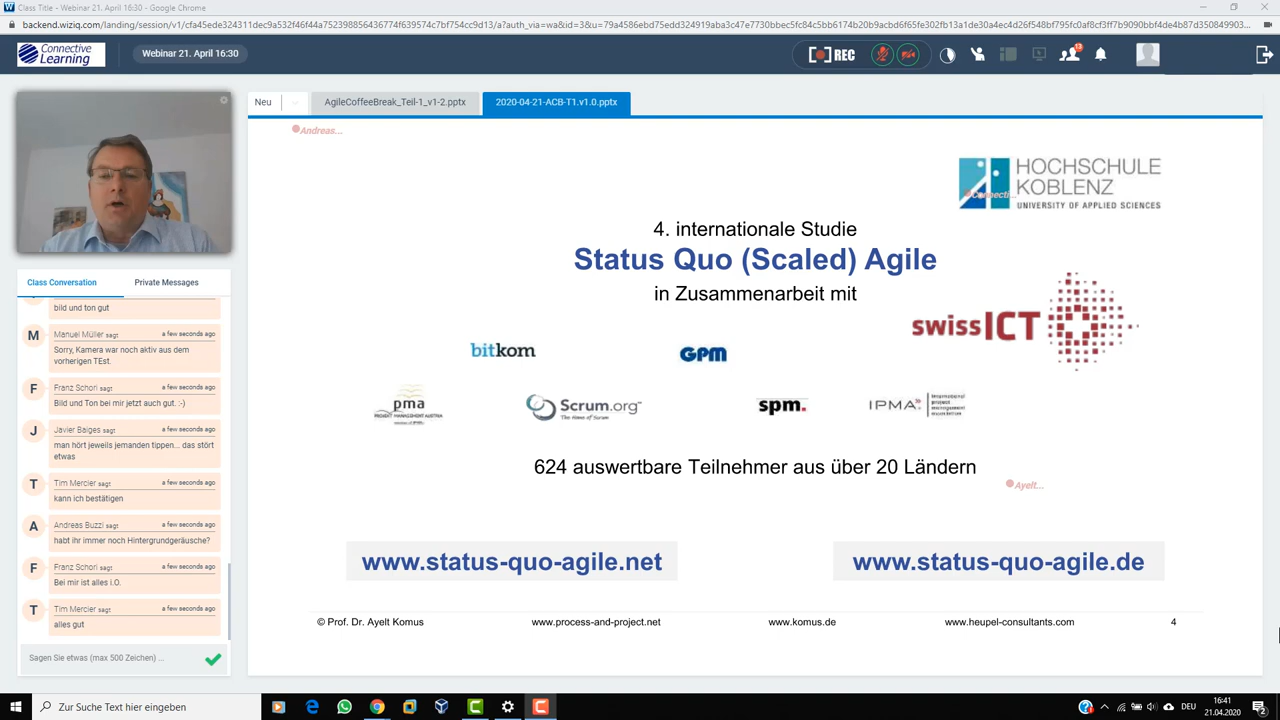 Class Title - Webinar 21. April 16:30 - Google Chrome
Connective
Learning
Webinar 21. April 16:30
REC
13
Neu
AgileCoffeeBreak_Teil-1_v1-2.pptx
2020-04-21-ACB-T1.v1.0.pptx
Andreas...
HOCHSCHULE
KOBLENZ
UNIVERSITY OF APPLIED SCIENCES
Connecti...
4. internationale Studie
Status Quo (Scaled) Agile
in Zusammenarbeit mit
swissICT
bitkom
GPM
pma
PROJEKT MANAGEMENT AUSTRIA
Scrum.org
The Home of Scrum
spm.
IPMA
international
project
management
association
624 auswertbare Teilnehmer aus über 20 Ländern
Ayelt...
www.status-quo-agile.net
www.status-quo-agile.de
© Prof. Dr. Ayelt Komus
www.process-and-project.net
www.komus.de
www.heupel-consultants.com
4
Class Conversation
Private Messages
bild und ton gut
M
Manuel Müller sagt
a few seconds ago
Sorry, Kamera war noch aktiv aus dem
vorherigen TEst.
F
Franz Schori sagt
a few seconds ago
Bild und Ton bei mir jetzt auch gut. :-)
J
Javier Baiges sagt
a few seconds ago
man hört jeweils jemanden tippen... das stört
etwas
T
Tim Mercier sagt
a few seconds ago
kann ich bestätigen
A
Andreas Buzzi sagt
a few seconds ago
habt ihr immer noch Hintergrundgeräusche?
F
Franz Schori sagt
a few seconds ago
Bei mir ist alles i.O.
T
Tim Mercier sagt
a few seconds ago
alles gut
Sagen Sie etwas (max 500 Zeichen) ...
Zur Suche Text hier eingeben
DEU
16:41
21.04.2020
2